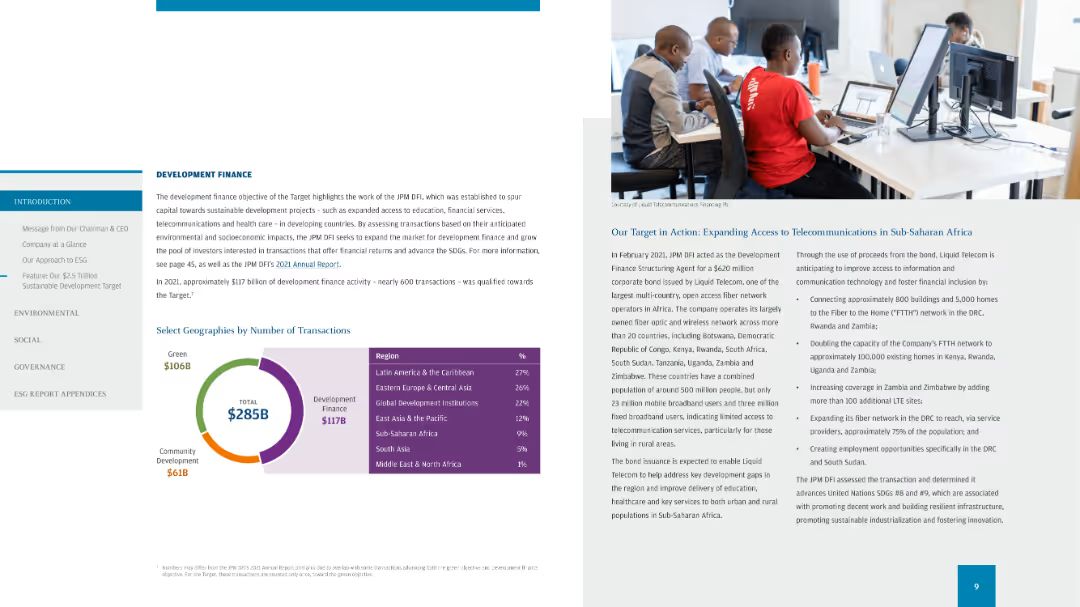 INTRODUCTION
Message from Our Chairman & CEO
Company at a Glance
Our Approach to ESG
Feature: Our $2.5 Trillion
Sustainable Development Target
ENVIRONMENTAL
SOCIAL
GOVERNANCE
ESG REPORT APPENDICES
DEVELOPMENT FINANCE
The development finance objective of the Target highlights the work of the JPM DFI, which was established to spur
capital towards sustainable development projects – such as expanded access to education, financial services,
telecommunications and health care – in developing countries. By assessing transactions based on their anticipated
environmental and socioeconomic impacts, the JPM DFI seeks to expand the market for development finance and grow
the pool of investors interested in transactions that offer financial returns and advance the SDGs. For more information,
see page 45, as well as the JPM DFI's 2021 Annual Report.
In 2021, approximately $117 billion of development finance activity – nearly 600 transactions – was qualified towards
the Target.
Select Geographies by Number of Transactions
Green
$106B
TOTAL
$285B
Development
Finance
$117B
Community
Development
$61B
Region %
Latin America & the Caribbean 27%
Eastern Europe & Central Asia 26%
Global Development Institutions 22%
East Asia & the Pacific 12%
Sub-Saharan Africa 9%
South Asia 5%
Middle East & North Africa 1%
Our Target in Action: Expanding Access to Telecommunications in Sub-Saharan Africa
In February 2021, JPM DFI acted as the Development
Finance Structuring Agent for a $620 million
corporate bond issued by Liquid Telecom, one of the
largest multi-country, open access fiber network
operators in Africa. The company operates its largely
owned fiber optic and wireless network across more
than 20 countries, including Botswana, Democratic
Republic of Congo, Kenya, Rwanda, South Africa,
South Sudan, Tanzania, Uganda, Zambia and
Zimbabwe. These countries have a combined
population of around 500 million people, but only
23 million mobile broadband users and three million
fixed broadband users, indicating limited access to
telecommunication services, particularly for those
living in rural areas.
The bond issuance is expected to enable Liquid
Telecom to help address key development gaps in
the region and improve delivery of education,
healthcare and key services to both urban and rural
populations in Sub-Saharan Africa.
Through the use of proceeds from the bond, Liquid Telecom is
anticipating to improve access to information and
communication technology and foster financial inclusion by:
• Connecting approximately 800 buildings and 5,000 homes
to the Fiber to the Home ("FTTH") network in the DRC,
Rwanda and Zambia;
• Doubling the capacity of the Company's FTTH network to
approximately 100,000 existing homes in Kenya, Rwanda,
Uganda and Zambia;
• Increasing coverage in Zambia and Zimbabwe by adding
more than 100 additional LTE sites;
• Expanding its fiber network in the DRC to reach, via service
providers, approximately 75% of the population; and
• Creating employment opportunities specifically in the DRC
and South Sudan.
The JPM DFI assessed the transaction and determined it
advances United Nations SDGs #8 and #9, which are associated
with promoting decent work and building resilient infrastructure,
promoting sustainable industrialization and fostering innovation.
9